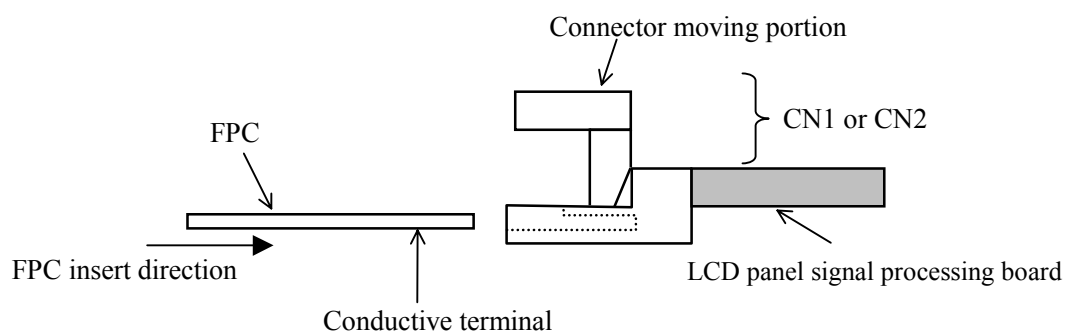 Connector moving portion
CN1 or CN2
FPC
FPC insert direction
LCD panel signal processing board
Conductive terminal